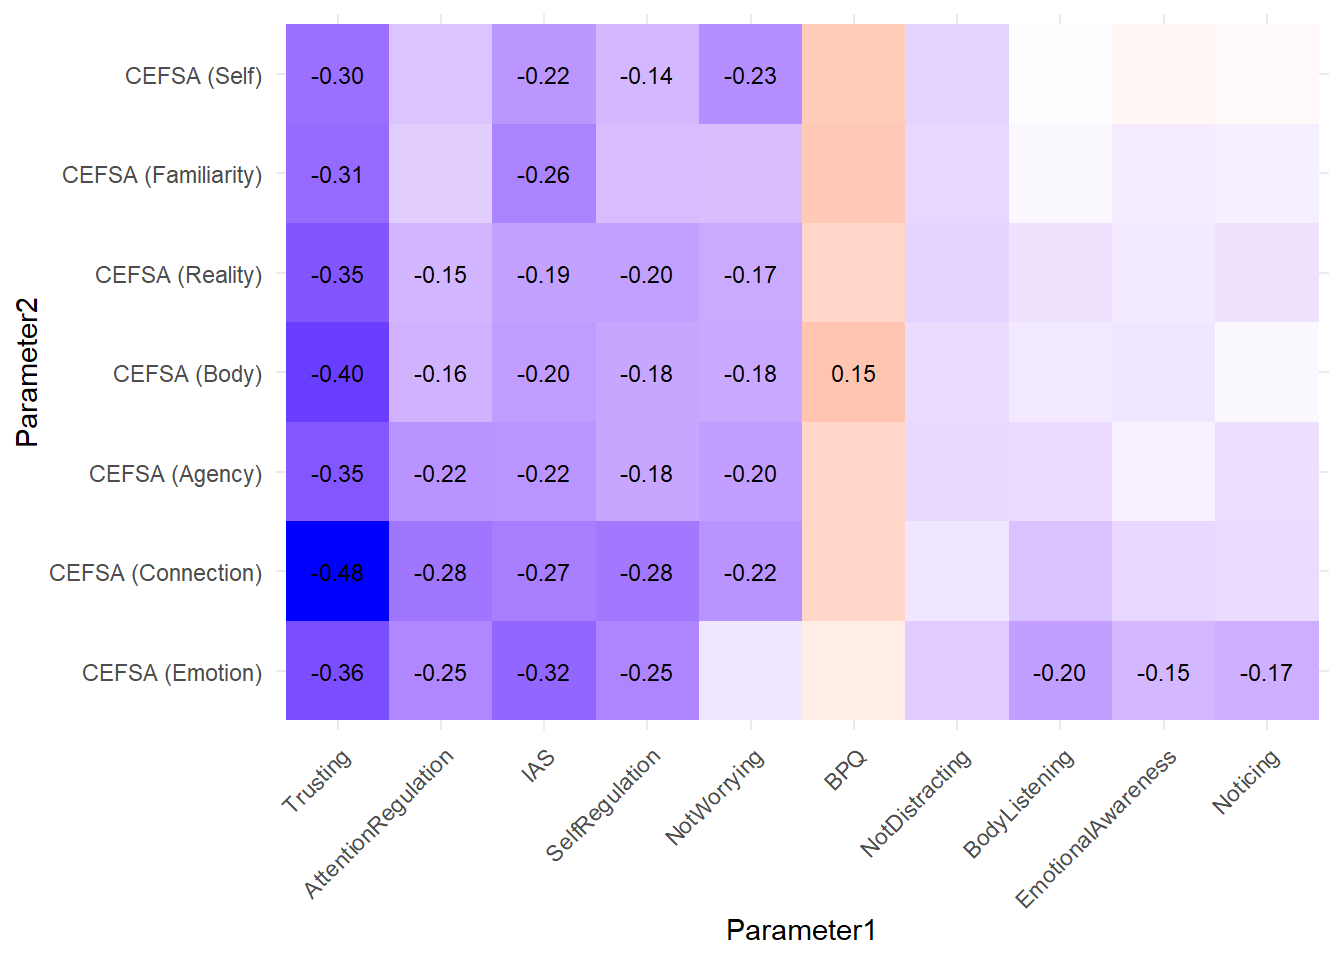 Parameter2
CEFSA (Self) -0.30 -0.22 -0.14 -0.23
CEFSA (Familiarity) -0.31 -0.26
CEFSA (Reality) -0.35 -0.15 -0.19 -0.20 -0.17
CEFSA (Body) -0.40 -0.16 -0.20 -0.18 -0.18 0.15
CEFSA (Agency) -0.35 -0.22 -0.22 -0.18 -0.20
CEFSA (Connection) -0.48 -0.28 -0.27 -0.28 -0.22
CEFSA (Emotion) -0.36 -0.25 -0.32 -0.25 -0.20 -0.15 -0.17
Trusting
AttentionRegulation
IAS
SelfRegulation
NotWorrying
BPQ
NotDistracting
BodyListening
EmotionalAwareness
Noticing
Parameter1